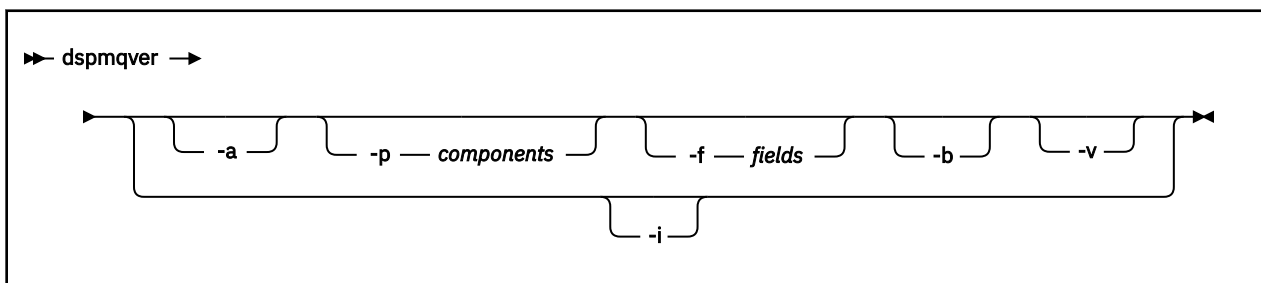 dspmqver
-a -p components -f fields -b -v
-i